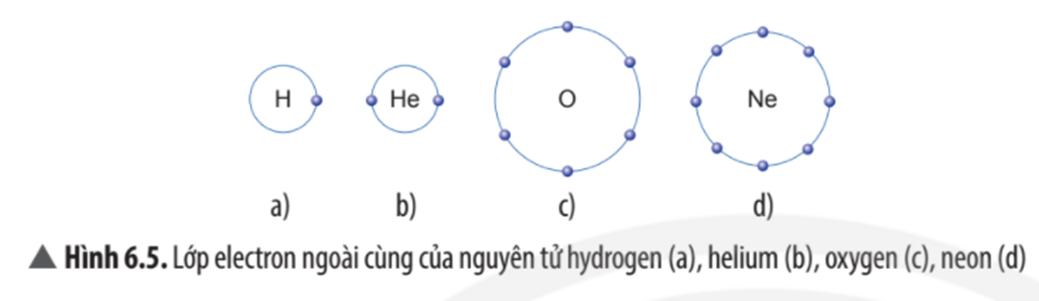 H He O Ne
a) b) c) d)
▲ Hình 6.5. Lớp electron ngoài cùng của nguyên tử hydrogen (a), helium (b), oxygen (c), neon (d)